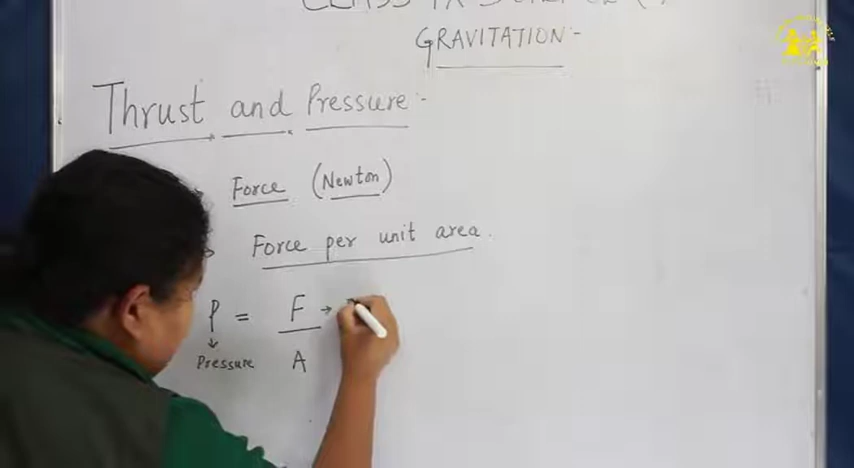 GRAVITATION :-
Thrust and Pressure :-
Force (Newton)
Force per unit area.
P = F →
A
↓
Pressure